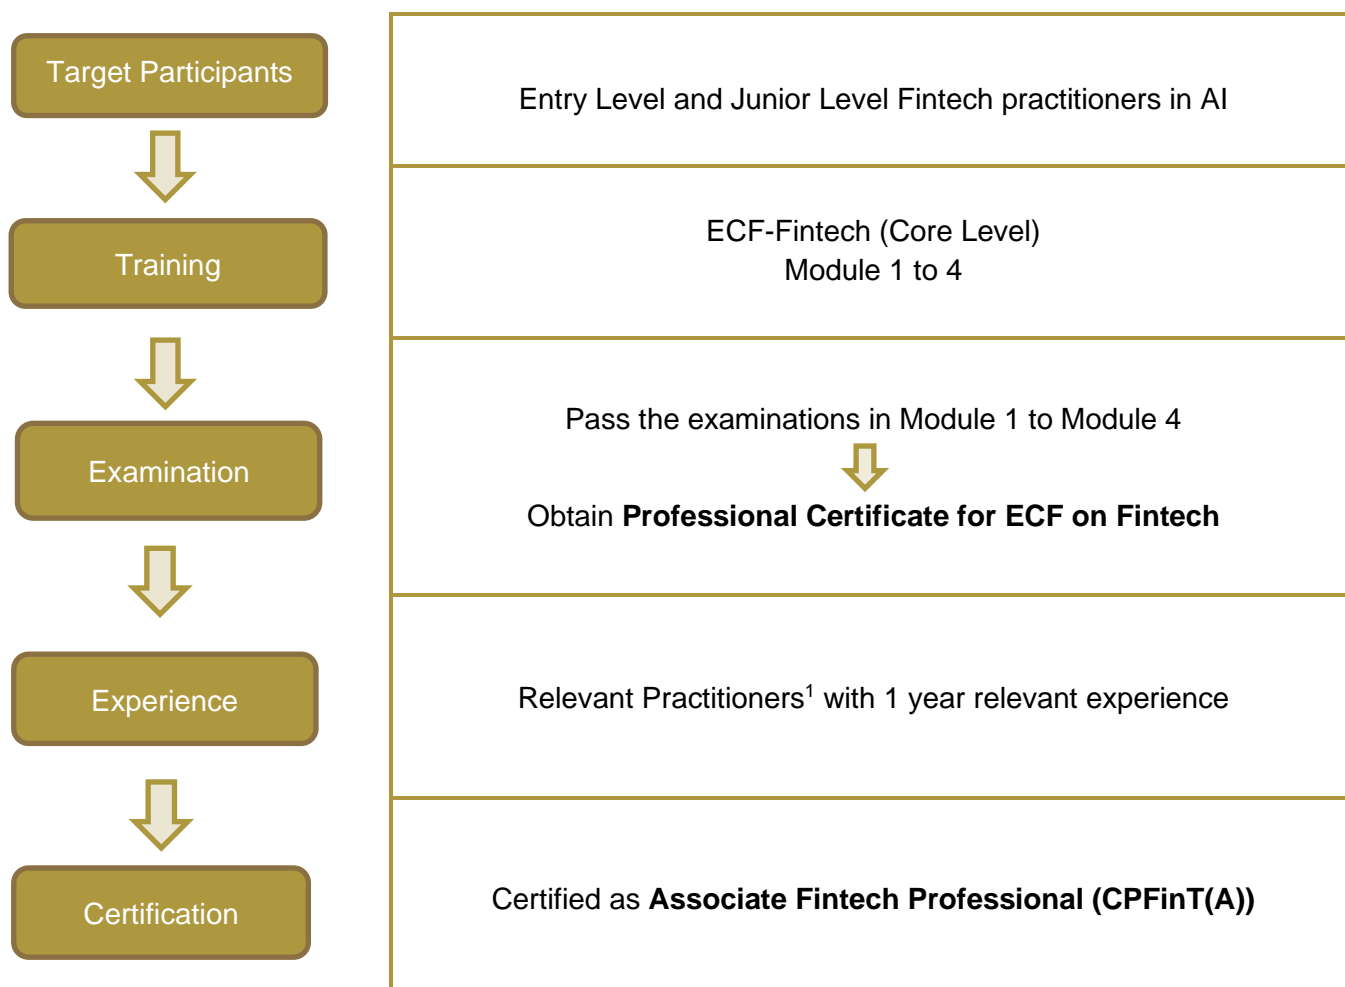 Target Participants
Entry Level and Junior Level Fintech practitioners in AI
Training
ECF-Fintech (Core Level)
Module 1 to 4
Examination
Pass the examinations in Module 1 to Module 4
Obtain Professional Certificate for ECF on Fintech
Experience
Relevant Practitioners1 with 1 year relevant experience
Certification
Certified as Associate Fintech Professional (CPFinT(A))